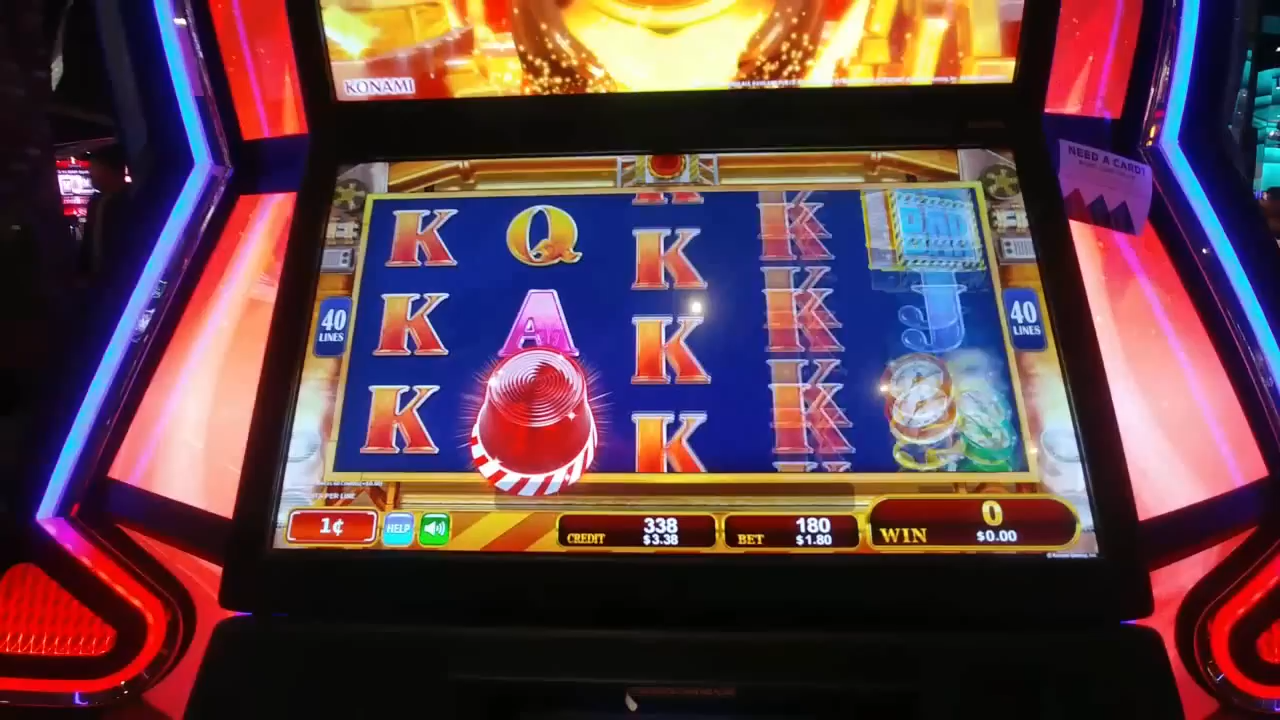 KONAMI
NEED A CARD?
K Q K K BAR
K A K K
K K K
40
LINES
40
LINES
1¢
HELP
CREDIT 338
$3.38
BET 180
$1.80
WIN 0
$0.00